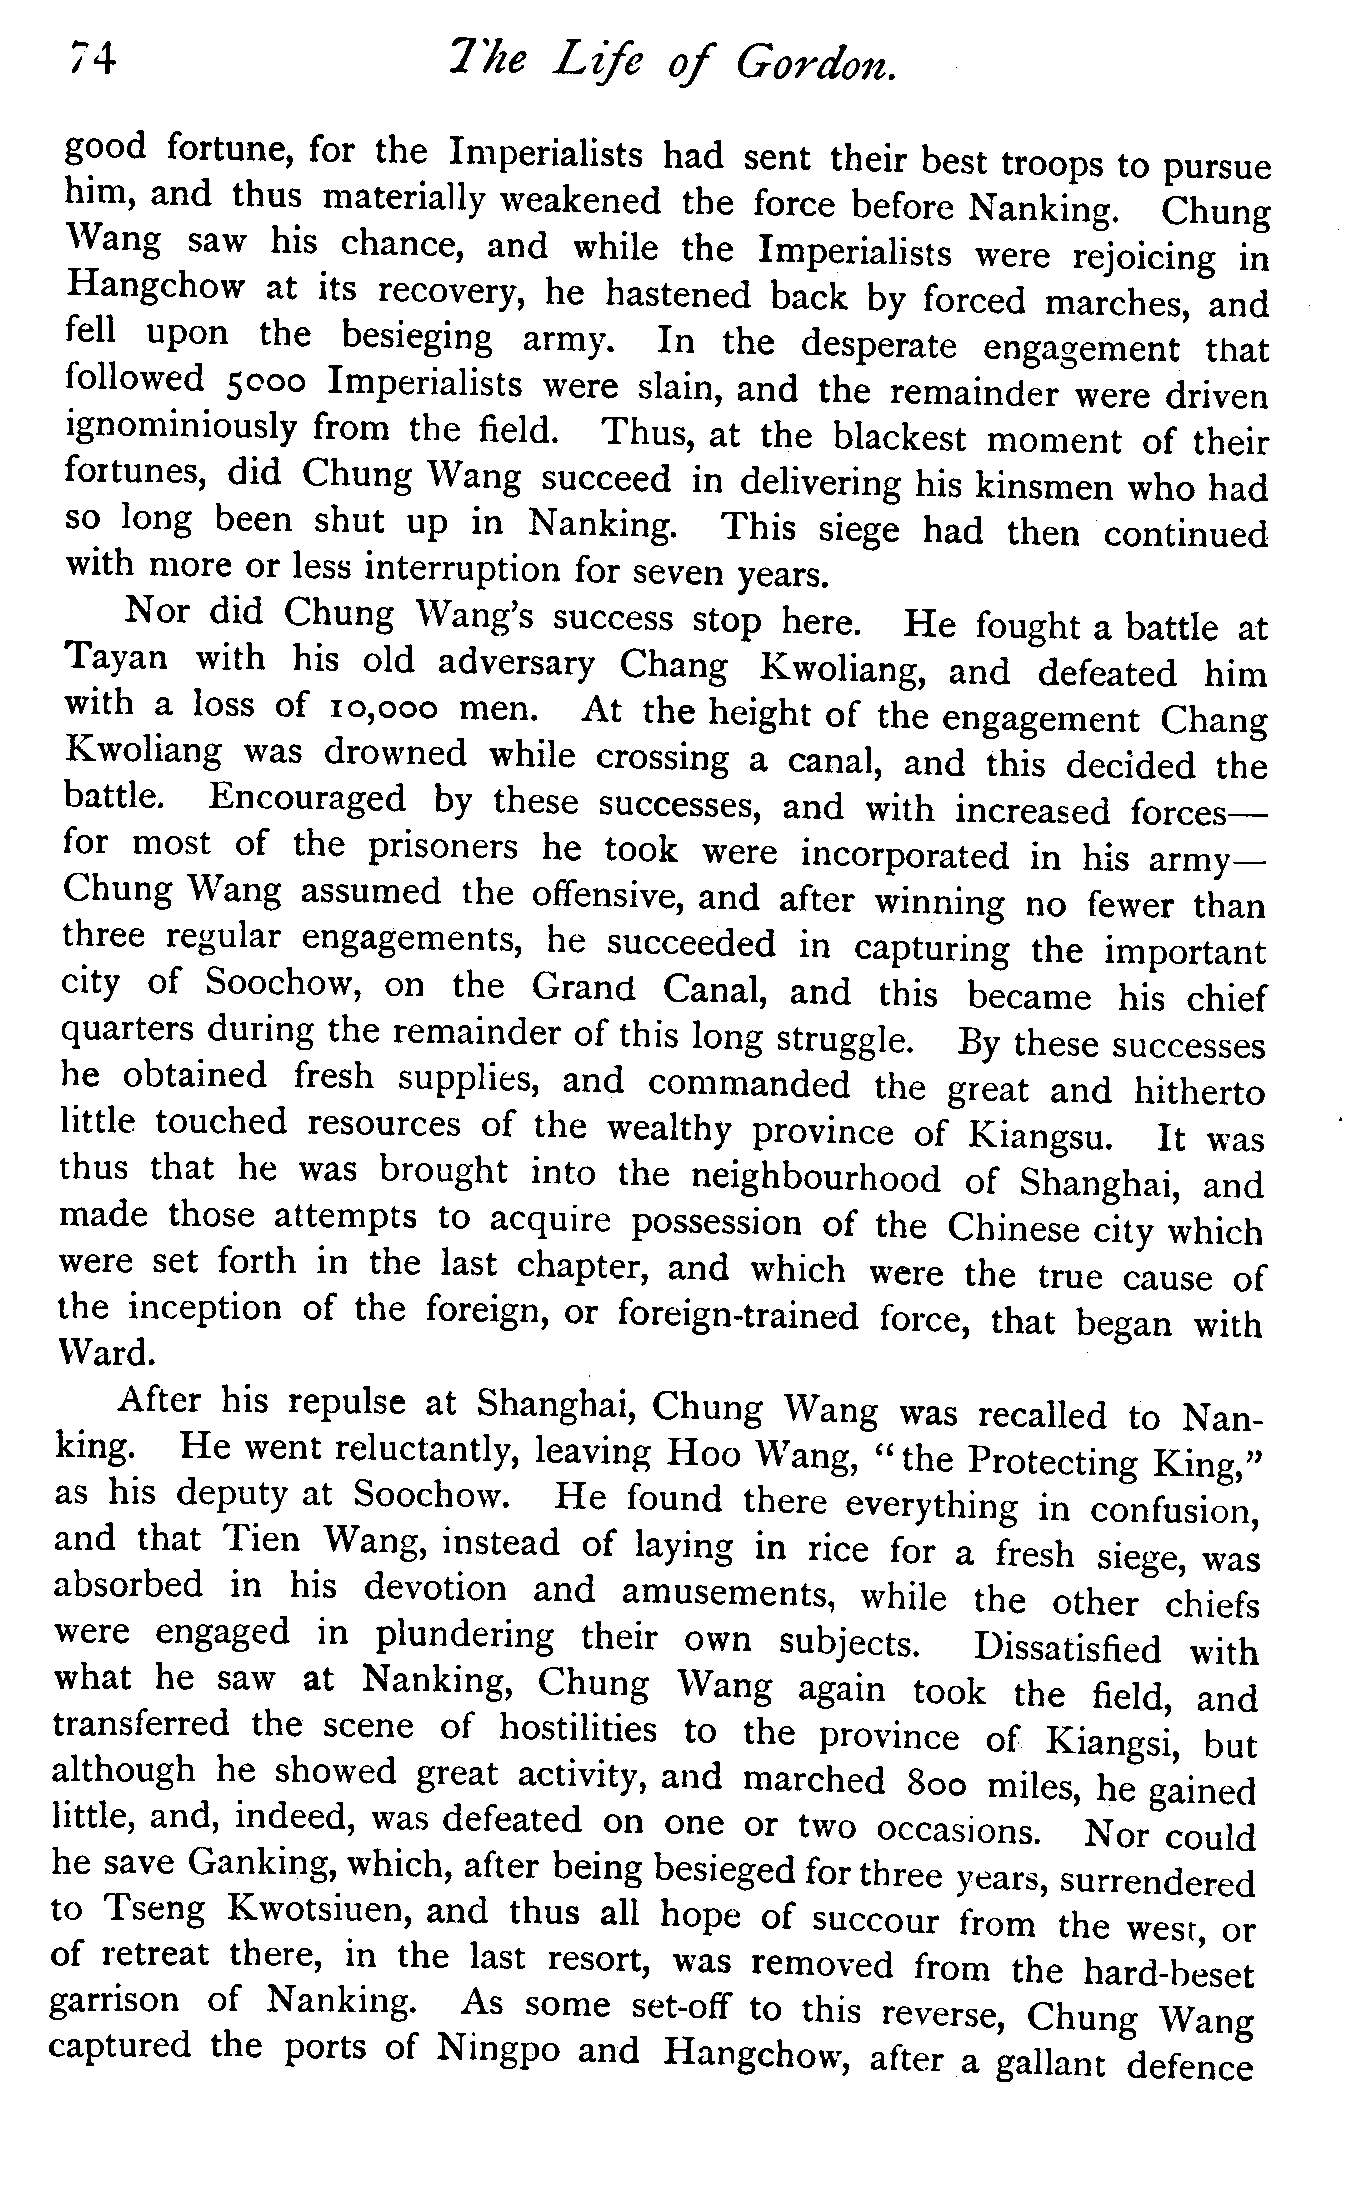 74 The Life of Gordon.
good fortune, for the Imperialists had sent their best troops to pursue
him, and thus materially weakened the force before Nanking. Chung
Wang saw his chance, and while the Imperialists were rejoicing in
Hangchow at its recovery, he hastened back by forced marches, and
fell upon the besieging army. In the desperate engagement that
followed 5000 Imperialists were slain, and the remainder were driven
ignominiously from the field. Thus, at the blackest moment of their
fortunes, did Chung Wang succeed in delivering his kinsmen who had
so long been shut up in Nanking. This siege had then continued
with more or less interruption for seven years.
Nor did Chung Wang's success stop here. He fought a battle at
Tayan with his old adversary Chang Kwoliang, and defeated him
with a loss of 10,000 men. At the height of the engagement Chang
Kwoliang was drowned while crossing a canal, and this decided the
battle. Encouraged by these successes, and with increased forces—
for most of the prisoners he took were incorporated in his army—
Chung Wang assumed the offensive, and after winning no fewer than
three regular engagements, he succeeded in capturing the important
city of Soochow, on the Grand Canal, and this became his chief
quarters during the remainder of this long struggle. By these successes
he obtained fresh supplies, and commanded the great and hitherto
little touched resources of the wealthy province of Kiangsu. It was
thus that he was brought into the neighbourhood of Shanghai, and
made those attempts to acquire possession of the Chinese city which
were set forth in the last chapter, and which were the true cause of
the inception of the foreign, or foreign-trained force, that began with
Ward.
After his repulse at Shanghai, Chung Wang was recalled to Nan-
king. He went reluctantly, leaving Hoo Wang, "the Protecting King,"
as his deputy at Soochow. He found there everything in confusion,
and that Tien Wang, instead of laying in rice for a fresh siege, was
absorbed in his devotion and amusements, while the other chiefs
were engaged in plundering their own subjects. Dissatisfied with
what he saw at Nanking, Chung Wang again took the field, and
transferred the scene of hostilities to the province of Kiangsi, but
although he showed great activity, and marched 800 miles, he gained
little, and, indeed, was defeated on one or two occasions. Nor could
he save Ganking, which, after being besieged for three years, surrendered
to Tseng Kwotsiuen, and thus all hope of succour from the west, or
of retreat there, in the last resort, was removed from the hard-beset
garrison of Nanking. As some set-off to this reverse, Chung Wang
captured the ports of Ningpo and Hangchow, after a gallant defence